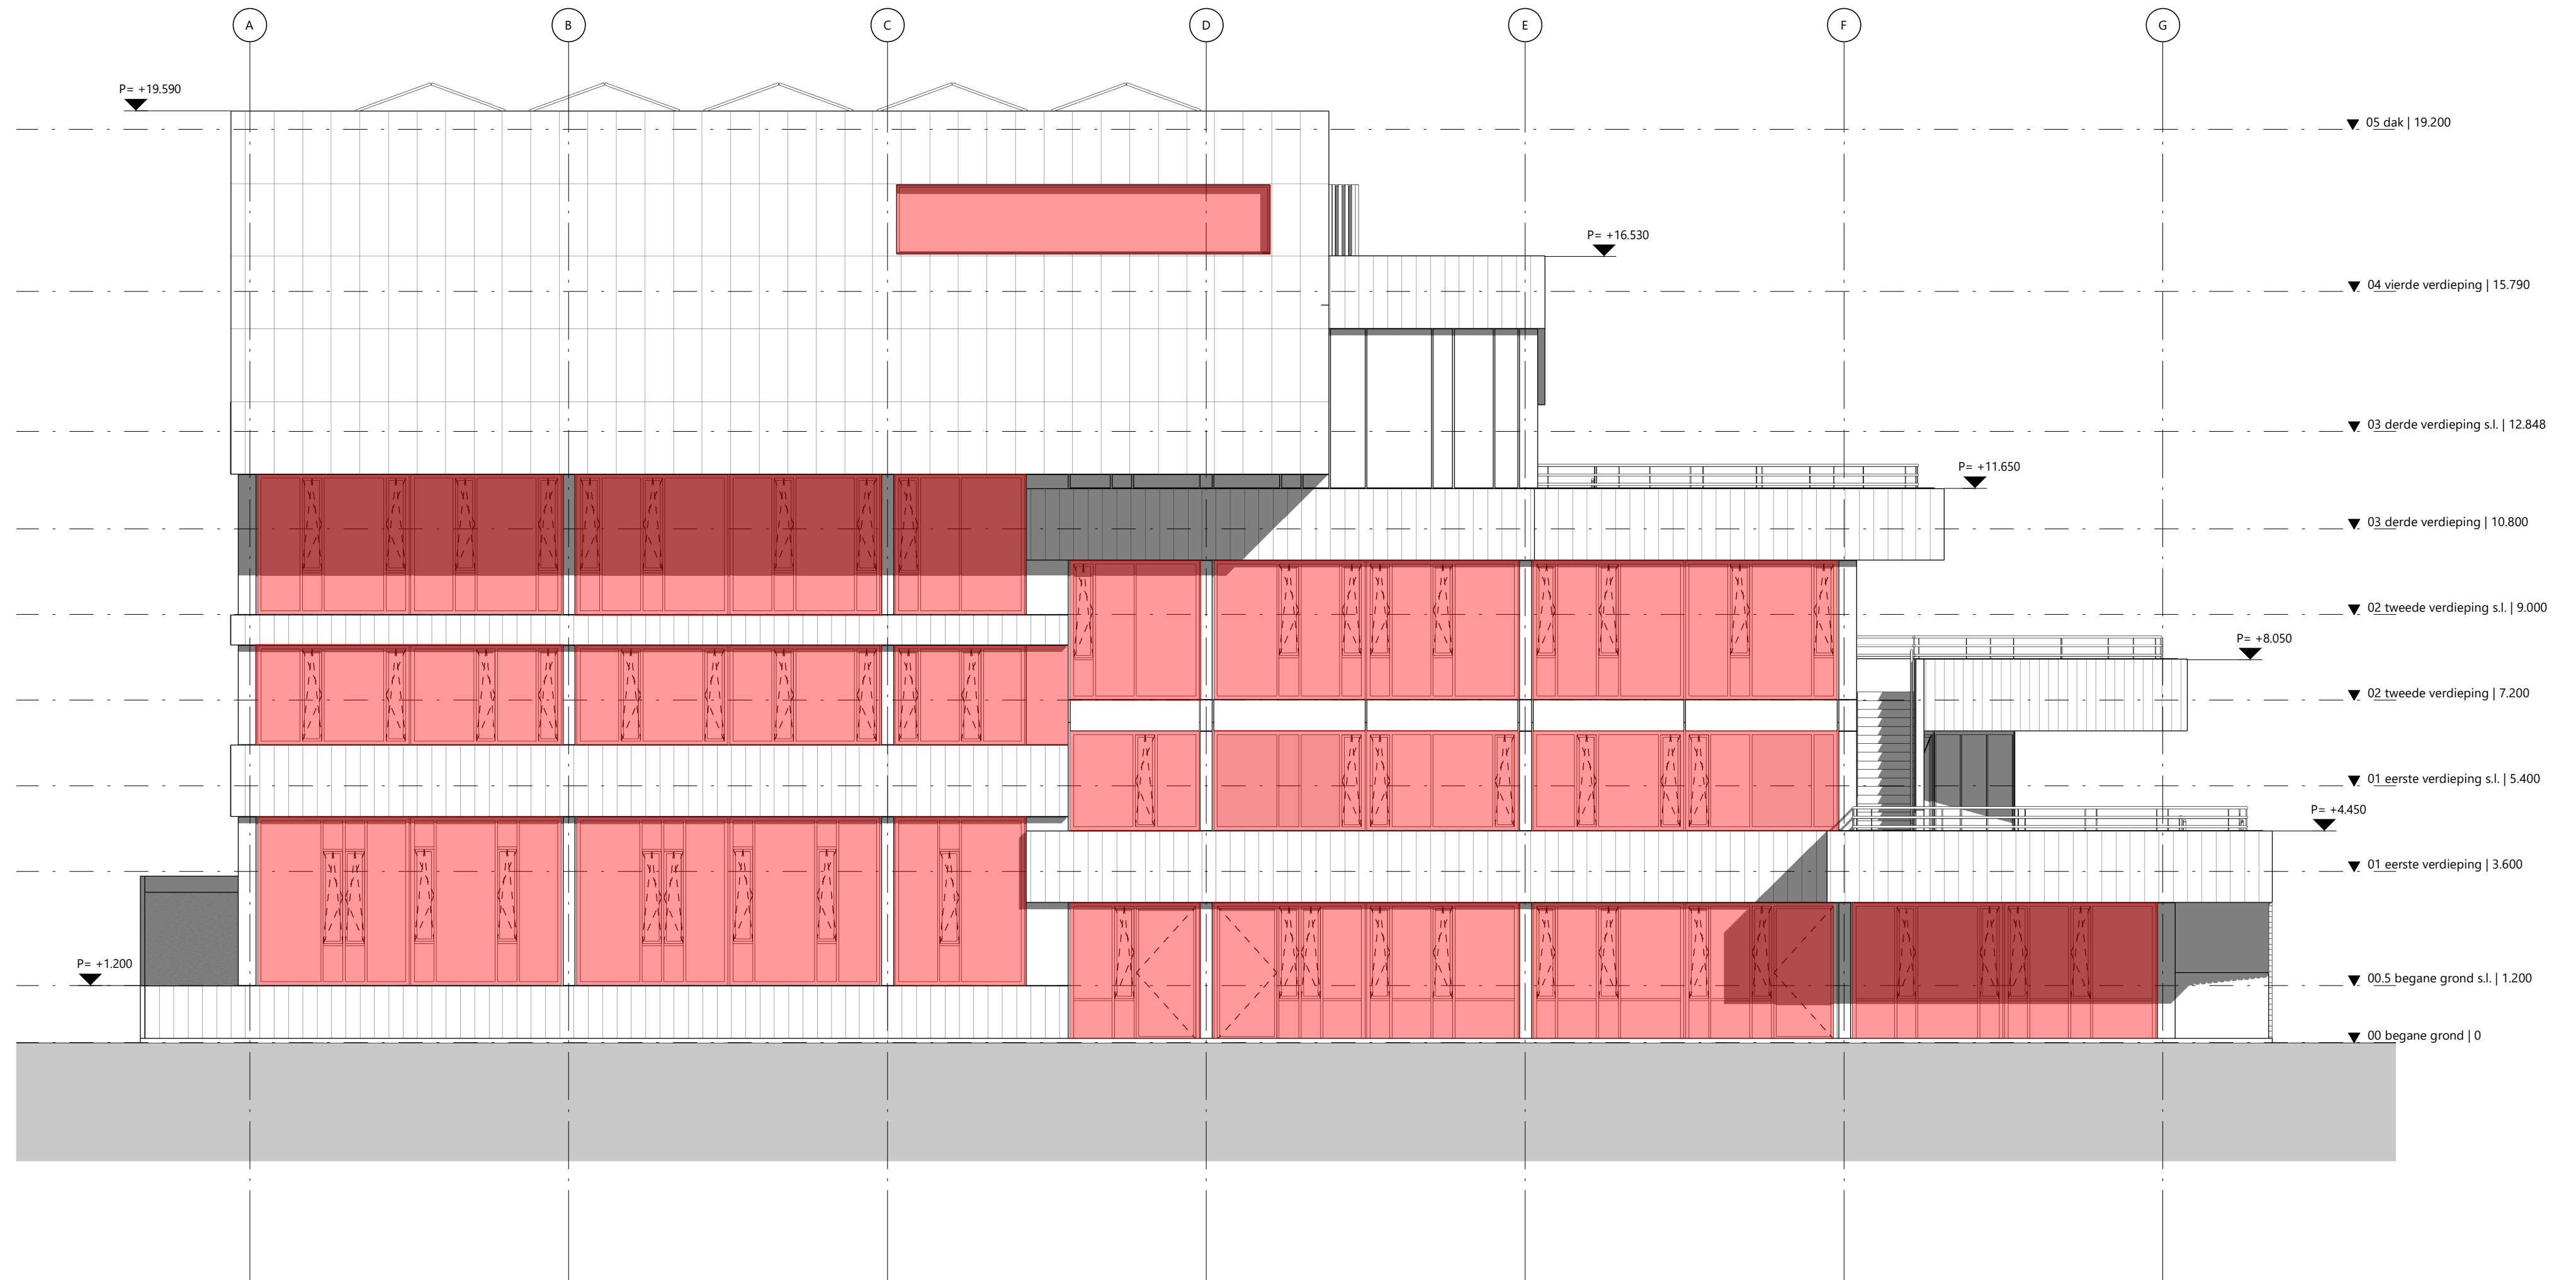 A
B
C
D
E
F
G
P= +19.590
05 dak | 19.200
P= +16.530
04 vierde verdieping | 15.790
03 derde verdieping s.l. | 12.848
P= +11.650
03 derde verdieping | 10.800
02 tweede verdieping s.l. | 9.000
P= +8.050
02 tweede verdieping | 7.200
01 eerste verdieping s.l. | 5.400
P= +4.450
01 eerste verdieping | 3.600
P= +1.200
00.5 begane grond s.l. | 1.200
00 begane grond | 0